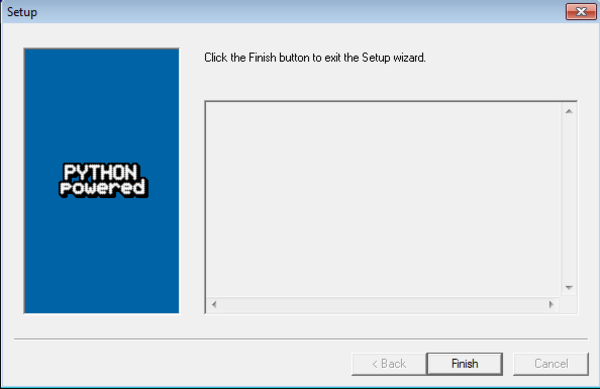 Setup
Click the Finish button to exit the Setup wizard.
PYTHON
powered
< Back
Finish
Cancel